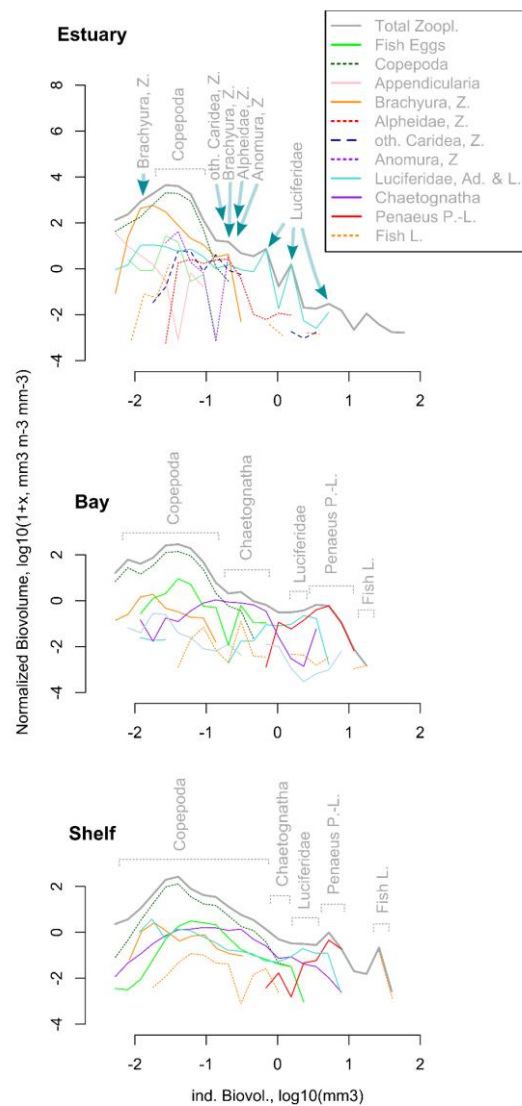 Estuary
Total Zoopl.
Fish Eggs
Copepoda
Appendicularia
Brachyura, Z.
Alpheidae, Z.
oth. Caridea, Z.
Anomura, Z
Luciferidae, Ad. & L.
Chaetognatha
Penaeus P.-L.
Fish L.
Brachyura, Z.
Copepoda
oth. Caridea, Z.
Brachyura, Z.
Alpheidae, Z.
Anomura, Z
Luciferidae
8
6
4
2
0
-2
-4
-2 -1 0 1 2
Normalized Biovolume, log10(1+x, mm3 m-3 mm-3)
Bay
Copepoda
Chaetognatha
Luciferidae
Penaeus P.-L.
Fish L.
2
0
-2
-4
-2 -1 0 1 2
Shelf
Copepoda
Chaetognatha
Luciferidae
Penaeus P.-L.
Fish L.
2
0
-2
-4
-2 -1 0 1 2
ind. Biovol., log10(mm3)